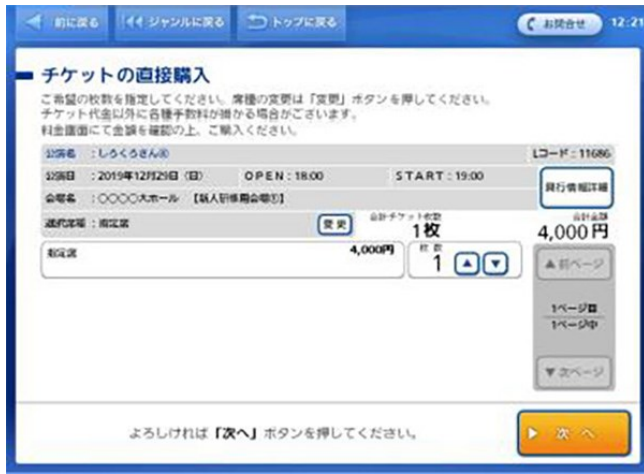 前に戻る ジャンルに戻る トップに戻る お問合せ 12:21
チケットの直接購入
ご希望の枚数を指定してください。席種の変更は「変更」ボタンを押してください。
チケット代金以外に各種手数料が掛かる場合がございます。
料金画面にて金額を確認の上、ご購入ください。
公演名 : しろくろさん Lコード : 11686
公演日 : 2019年12月29日 (日) OPEN : 18:00 START : 19:00
興行情報詳細
会場名 : ○○○○大ホール 【新人研修用会場①】
選択席種 : 指定席 変更 合計チケット枚数 1枚 合計金額 4,000円
指定席 4,000円 枚数 1 ▲ ▼
▲前ページ
1ページ目
1ページ中
▼次ページ
よろしければ「次へ」ボタンを押してください。
次へ